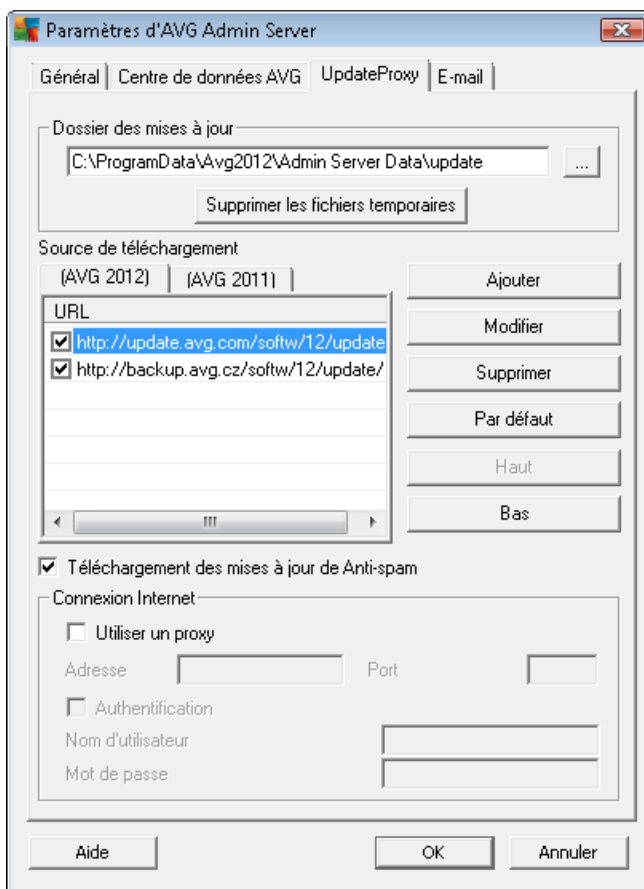 Paramètres d'AVG Admin Server
Général Centre de données AVG UpdateProxy E-mail
Dossier des mises à jour
C:\ProgramData\Avg2012\Admin Server Data\update ...
Supprimer les fichiers temporaires
Source de téléchargement
(AVG 2012) (AVG 2011)
URL
http://update.avg.com/softw/12/update
http://backup.avg.cz/softw/12/update/
Ajouter
Modifier
Supprimer
Par défaut
Haut
Bas
Téléchargement des mises à jour de Anti-spam
Connexion Internet
Utiliser un proxy
Adresse Port
Authentification
Nom d'utilisateur
Mot de passe
Aide OK Annuler